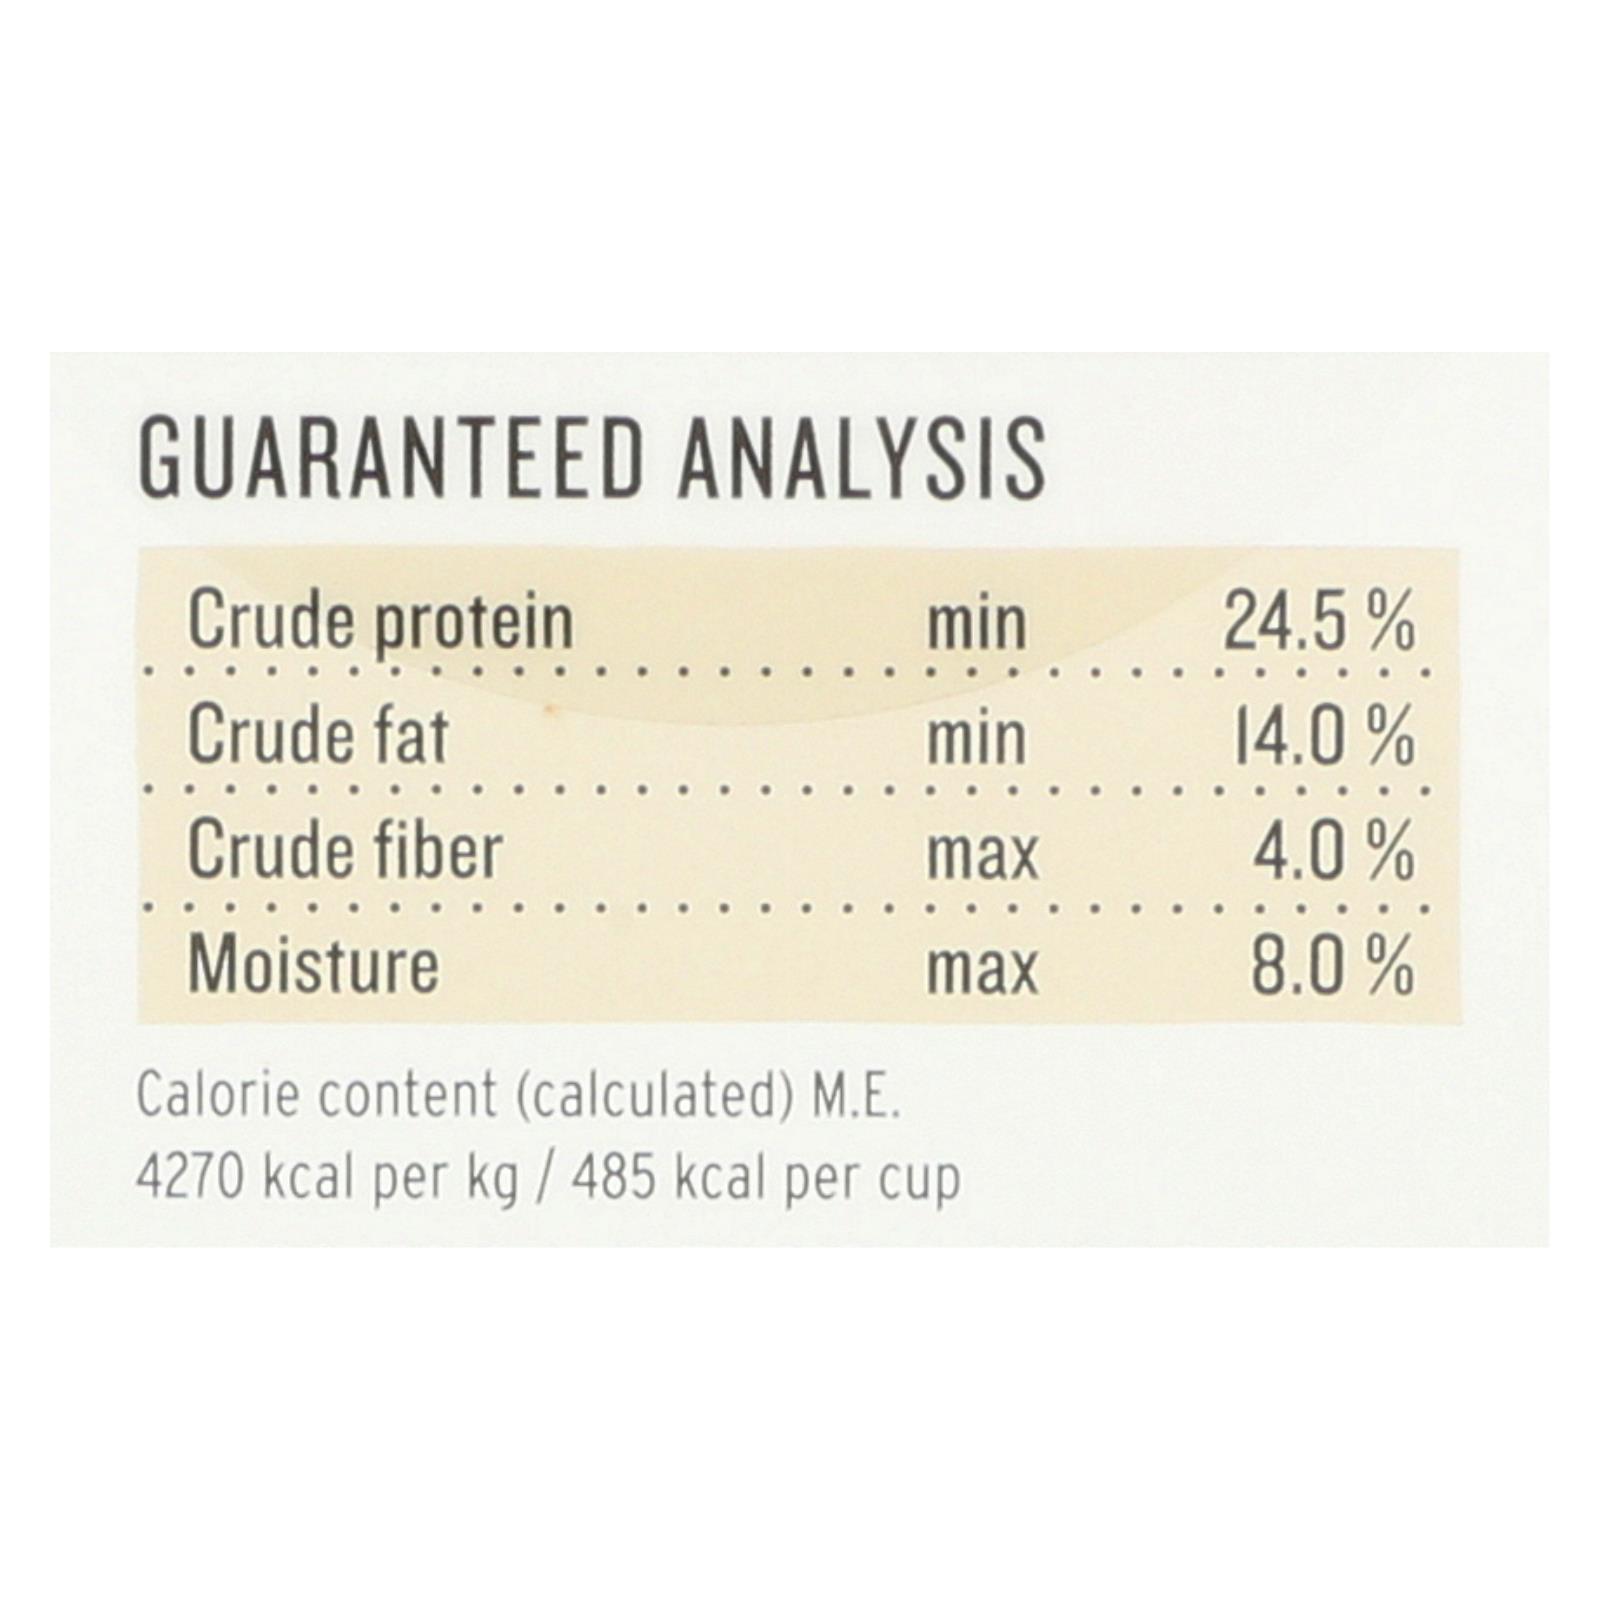 GUARANTEED ANALYSIS
Crude protein min 24.5 %
Crude fat min 14.0 %
Crude fiber max 4.0 %
Moisture max 8.0 %
Calorie content (calculated) M.E.
4270 kcal per kg / 485 kcal per cup